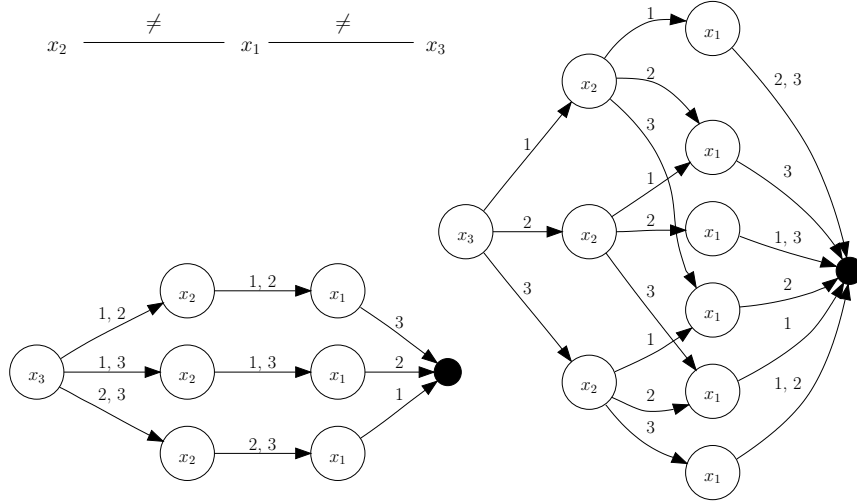 ≠ ≠
x₂ x₁ x₃
x₃
1, 2
1, 3
2, 3
x₂
x₂
x₂
1, 2
1, 3
2, 3
x₁
x₁
x₁
3
2
1
x₃
1
2
3
x₂
x₂
x₂
1
2
3
1
2
3
1
2
3
x₁
x₁
x₁
x₁
x₁
x₁
2, 3
3
1, 3
2
1
1, 2